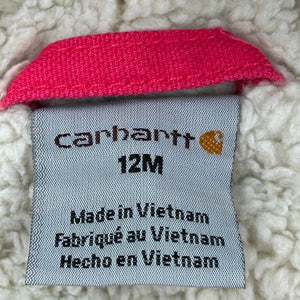 carhartt
12M
Made in Vietnam
Fabriqué au Vietnam
Hecho en Vietnam